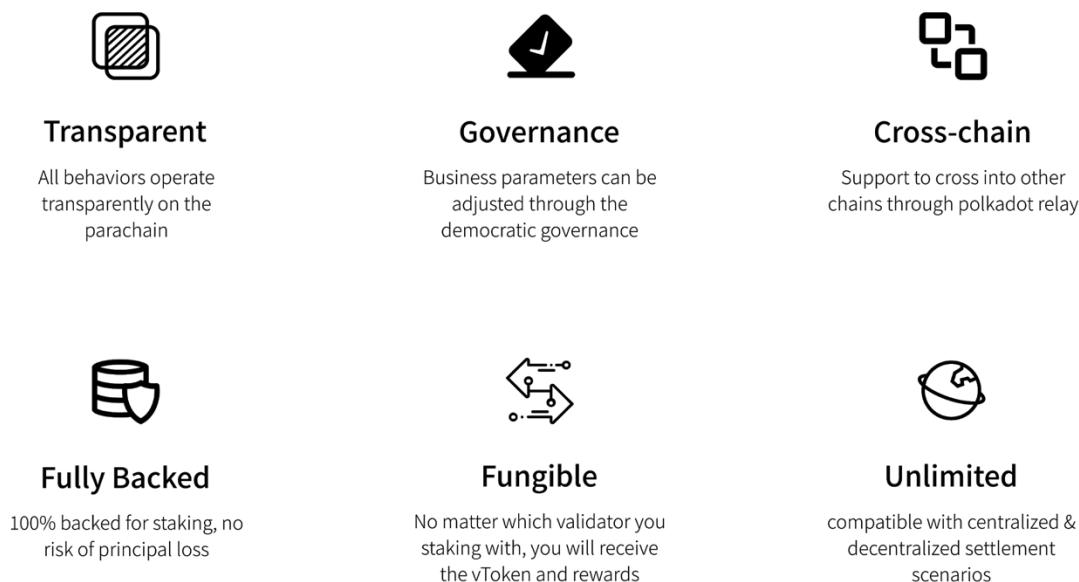 Transparent
All behaviors operate
transparently on the
parachain
Governance
Business parameters can be
adjusted through the
democratic governance
Cross-chain
Support to cross into other
chains through polkadot relay
Fully Backed
100% backed for staking, no
risk of principal loss
Fungible
No matter which validator you
staking with, you will receive
the vToken and rewards
Unlimited
compatible with centralized &
decentralized settlement
scenarios